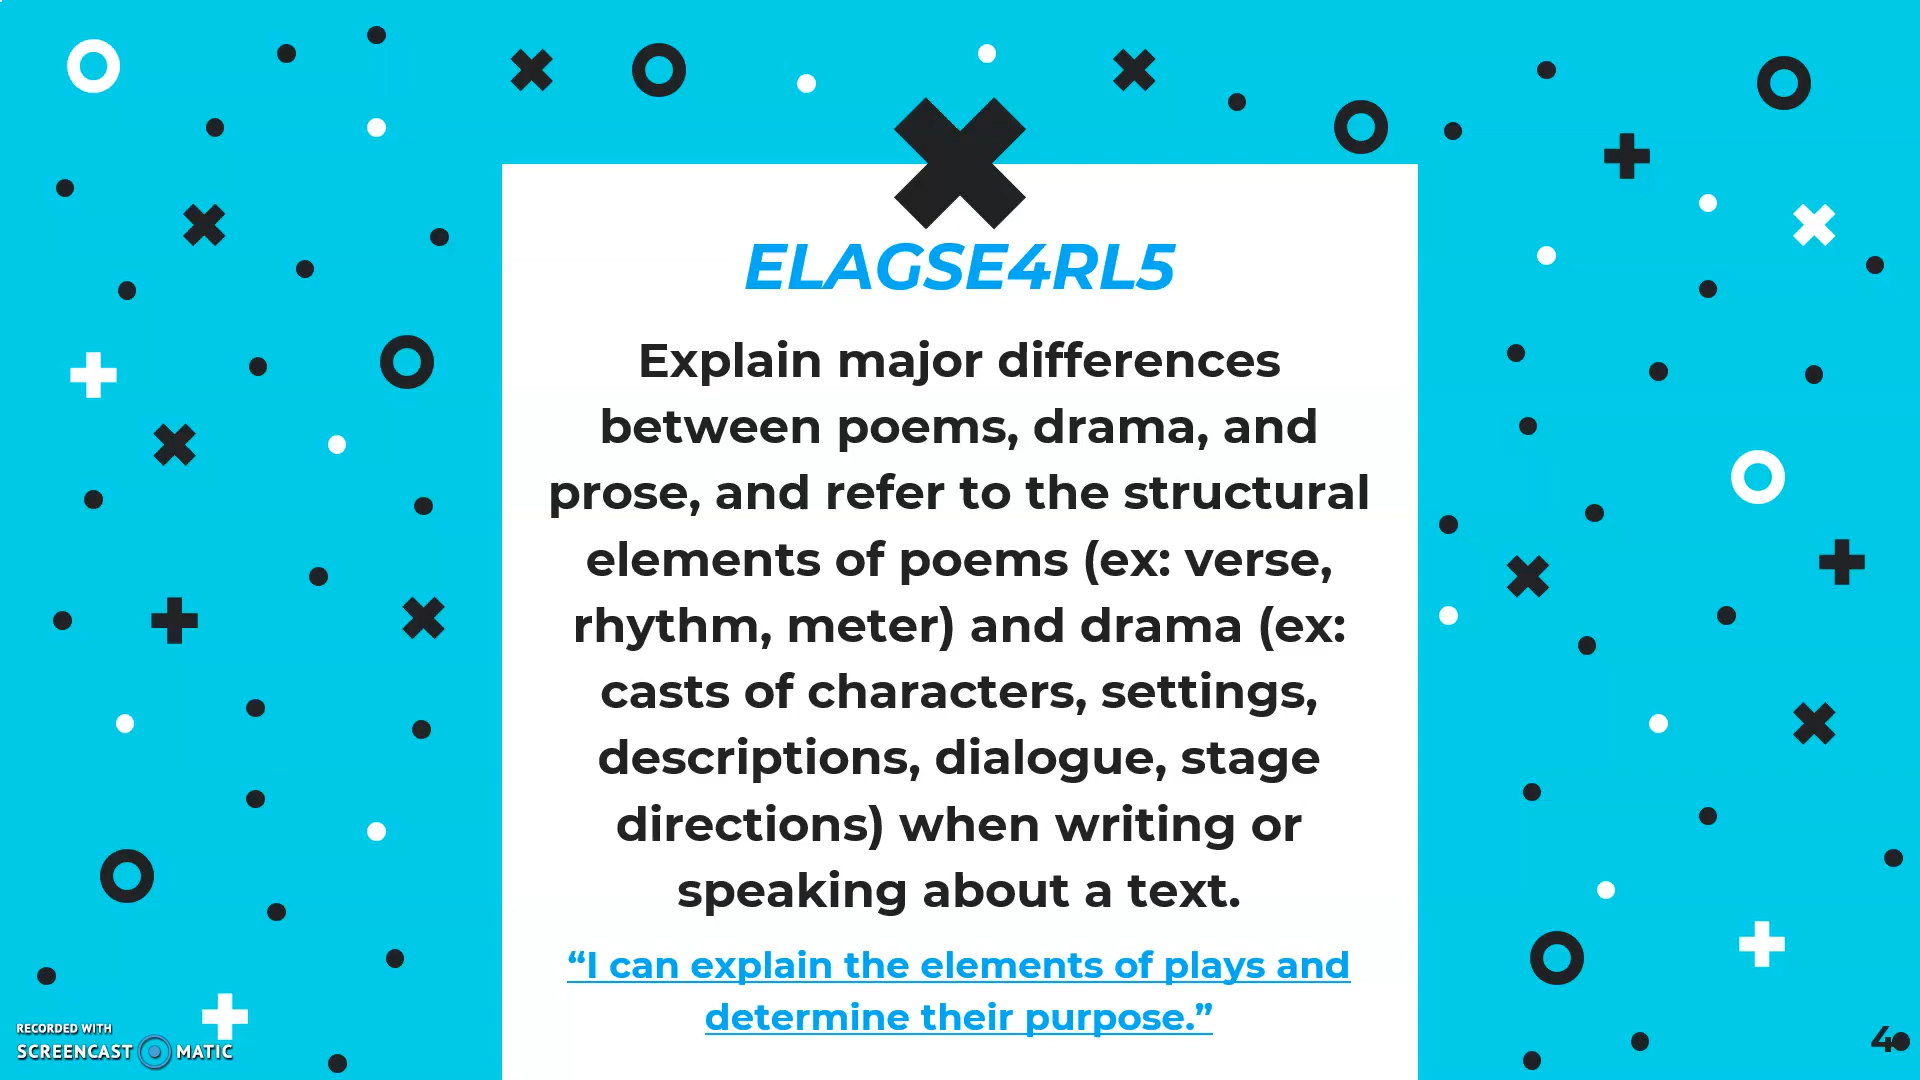 ELAGSE4RL5
Explain major differences
between poems, drama, and
prose, and refer to the structural
elements of poems (ex: verse,
rhythm, meter) and drama (ex:
casts of characters, settings,
descriptions, dialogue, stage
directions) when writing or
speaking about a text.
“I can explain the elements of plays and
determine their purpose.”
RECORDED WITH
SCREENCAST MATIC
4